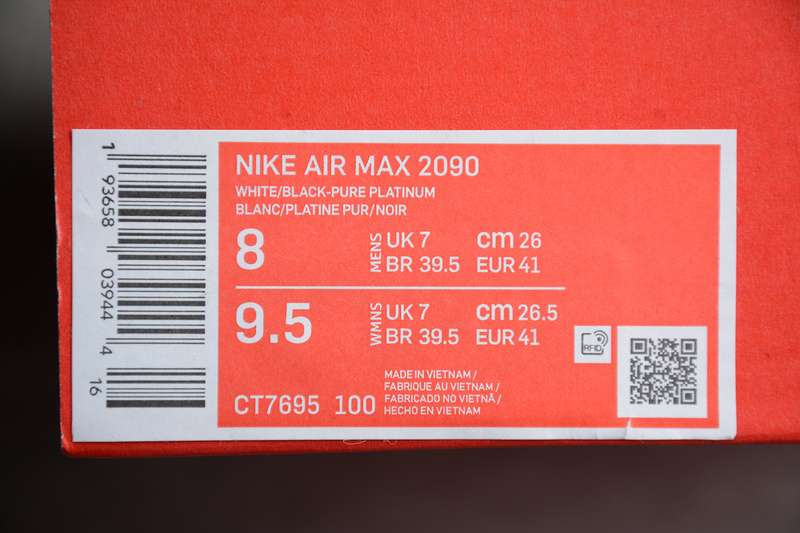 NIKE AIR MAX 2090
WHITE/BLACK-PURE PLATINUM
BLANC/PLATINE PUR/NOIR
8 MENS UK 7 cm 26
BR 39.5 EUR 41
9.5 WMNS UK 7 cm 26.5
BR 39.5 EUR 41
CT7695 100
MADE IN VIETNAM /
FABRIQUE AU VIETNAM /
FABRICADO NO VIETNÃ /
HECHO EN VIETNAM
RFID
1 93658 03944 4
16